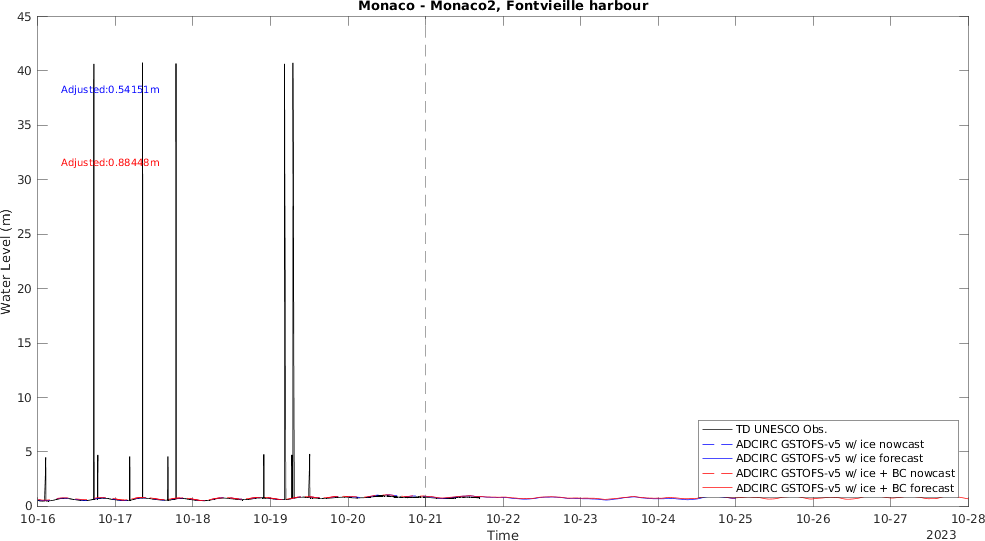 Monaco - Monaco2, Fontvieille harbour
45
40
35
30
25
20
15
10
5
0
Water Level (m)
Adjusted:0.54151m
Adjusted:0.88448m
TD UNESCO Obs.
ADCIRC GSTOFS-v5 w/ ice nowcast
ADCIRC GSTOFS-v5 w/ ice forecast
ADCIRC GSTOFS-v5 w/ ice + BC nowcast
ADCIRC GSTOFS-v5 w/ ice + BC forecast
10-16 10-17 10-18 10-19 10-20 10-21 10-22 10-23 10-24 10-25 10-26 10-27 10-28
Time
2023